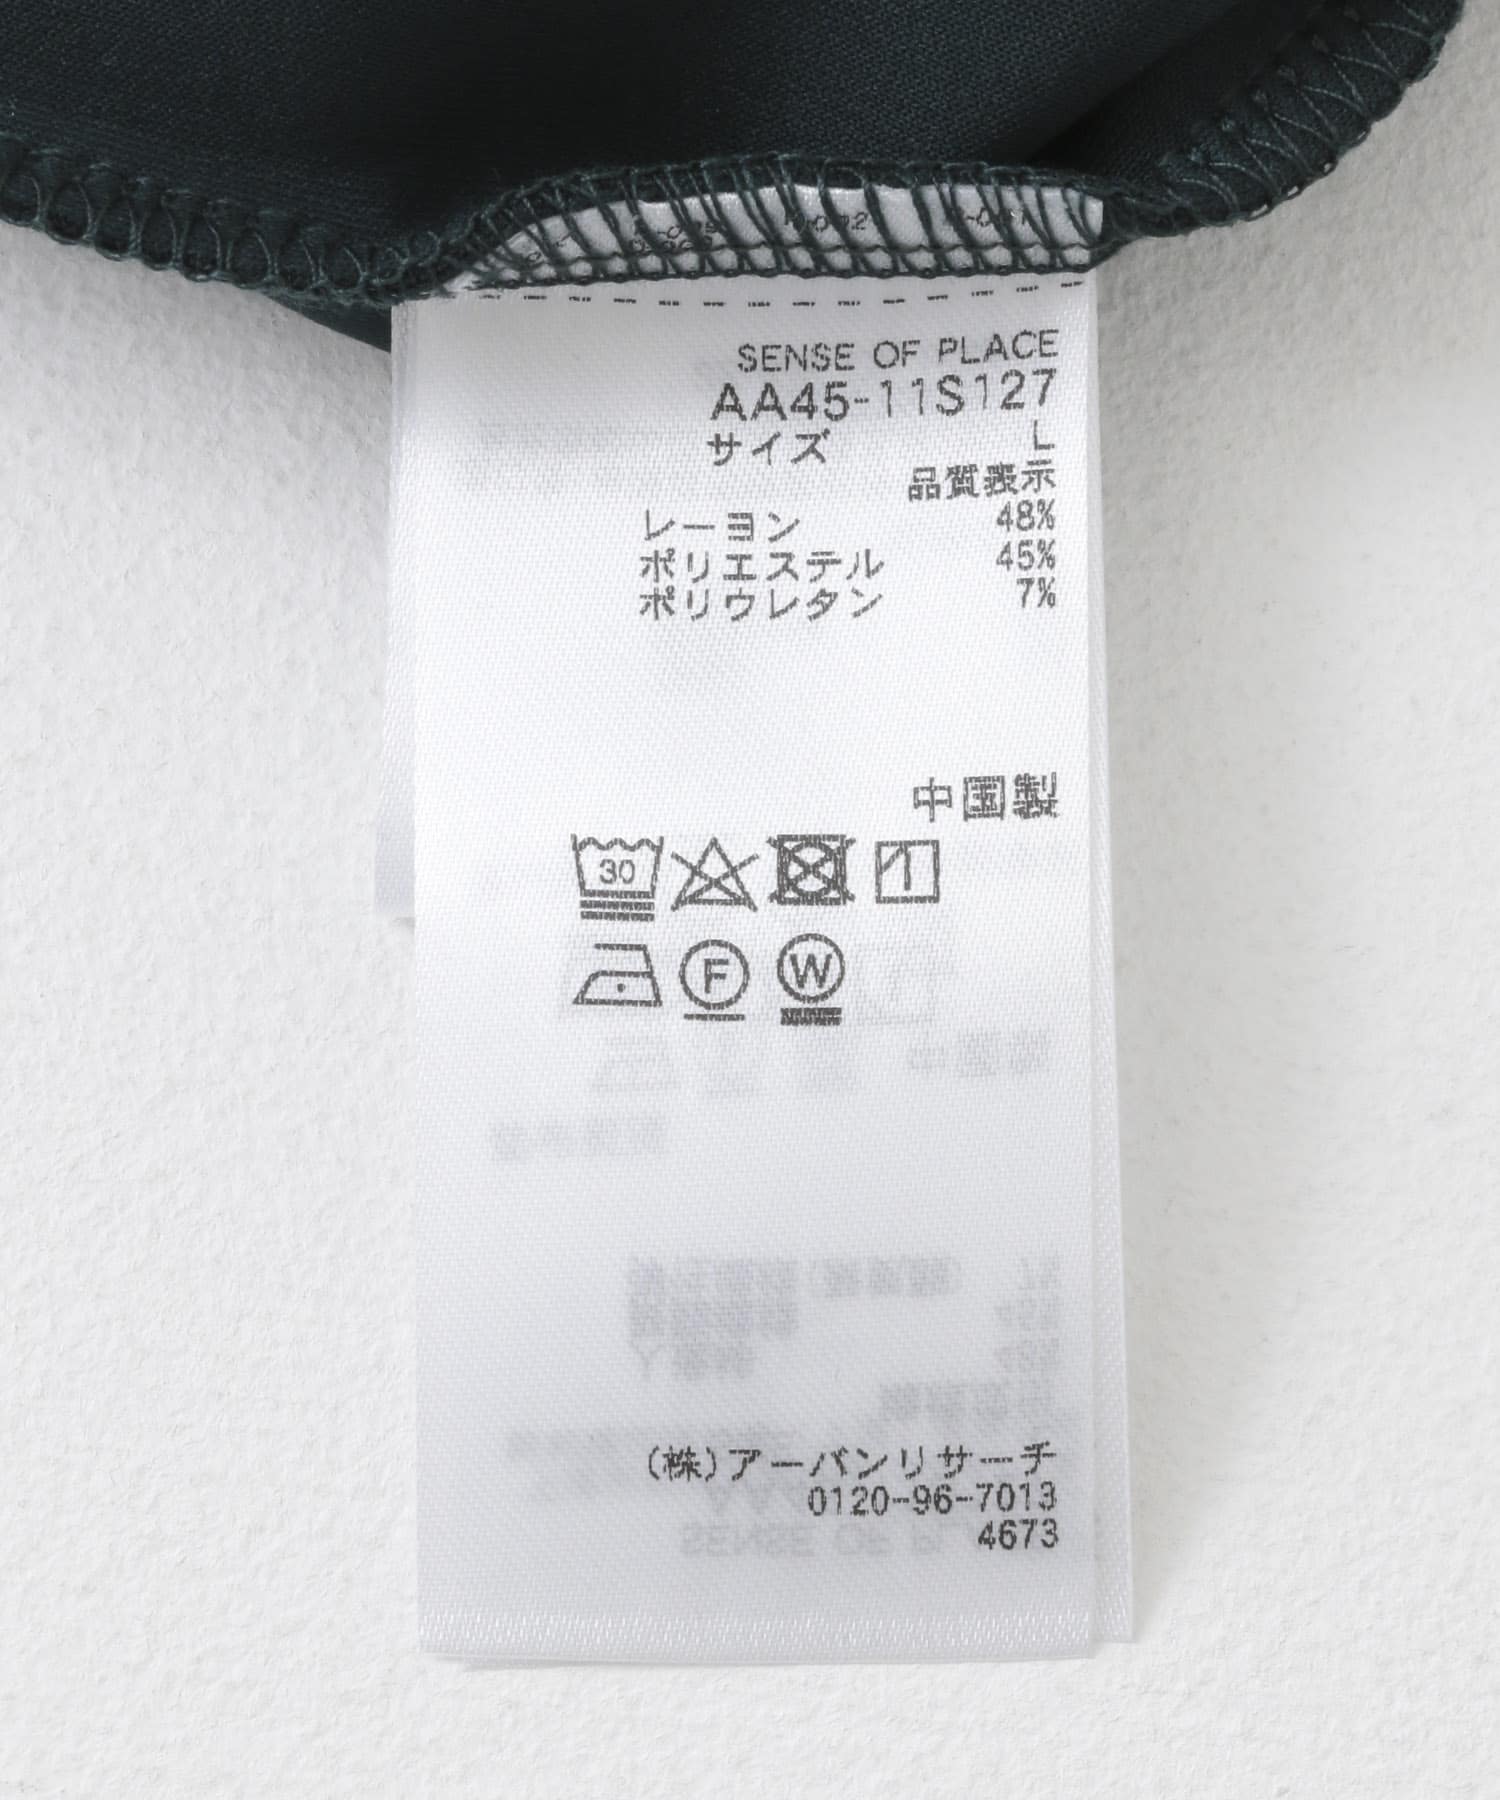 SENSE OF PLACE
AA45-11S127
サイズ L
品質表示
レーヨン 48%
ポリエステル 45%
ポリウレタン 7%
中国製
30
F W
(株)アーバンリサーチ
0120-96-7013
4673